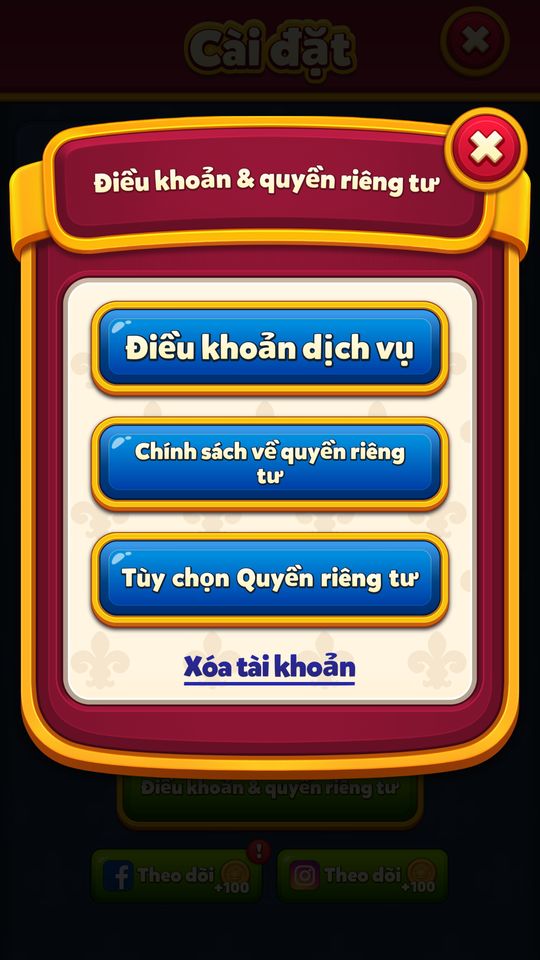 Cài đặt
Điều khoản & quyền riêng tư
Điều khoản dịch vụ
Chính sách về quyền riêng
tư
Tùy chọn Quyền riêng tư
Xóa tài khoản
Điều khoản & quyền riêng tư
Theo dõi
+100
!
Theo dõi
+100